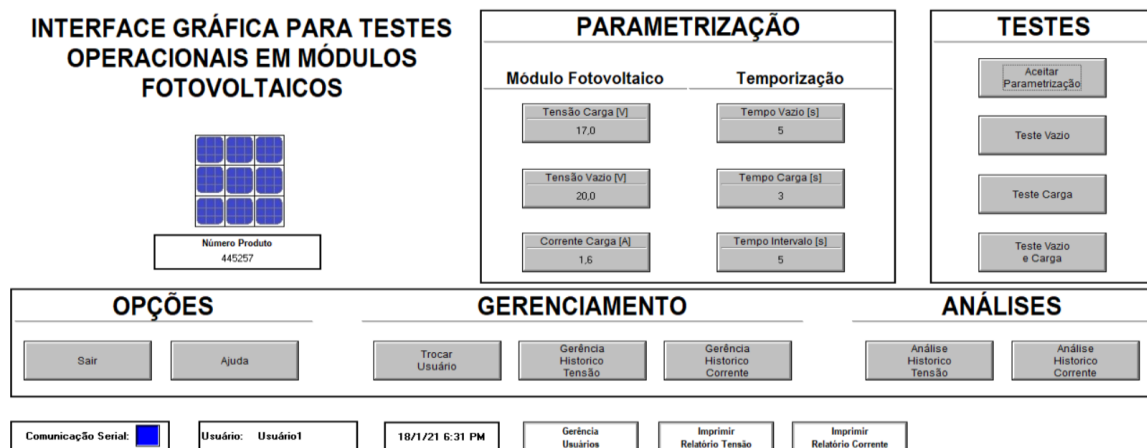 INTERFACE GRÁFICA PARA TESTES
OPERACIONAIS EM MÓDULOS
FOTOVOLTAICOS
Número Produto
445257
PARAMETRIZAÇÃO
Módulo Fotovoltaico
Temporização
Tensão Carga [V]
17,0
Tempo Vazio [s]
5
Tensão Vazio [V]
20,0
Tempo Carga [s]
3
Corrente Carga [A]
1,6
Tempo Intervalo [s]
5
TESTES
Aceitar
Parametrização
Teste Vazio
Teste Carga
Teste Vazio
e Carga
OPÇÕES
Sair
Ajuda
GERENCIAMENTO
Trocar
Usuário
Gerência
Historico
Tensão
Gerência
Historico
Corrente
ANÁLISES
Análise
Historico
Tensão
Análise
Historico
Corrente
Comunicação Serial:
Usuário: Usuário1
18/1/21 6:31 PM
Gerência
Usuários
Imprimir
Relatório Tensão
Imprimir
Relatório Corrente